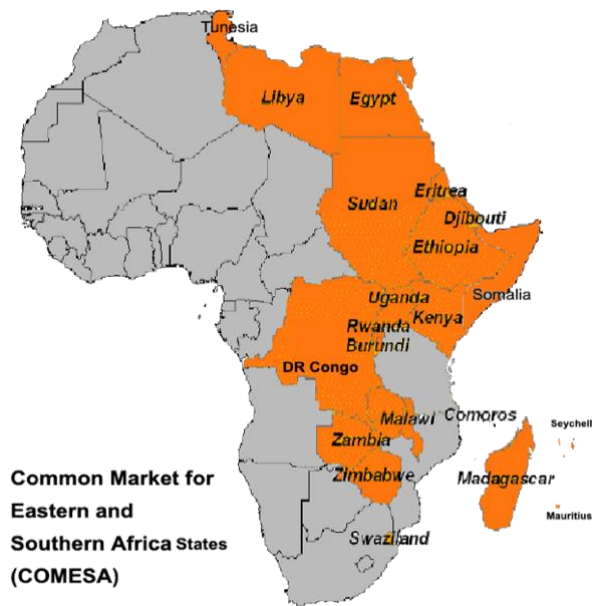 Tunesia
Libya
Egypt
Sudan
Eritrea
Djibouti
Ethiopia
Somalia
Uganda
Kenya
Rwanda
Burundi
DR Congo
Malawi
Comoros
Seychell
Zambia
Zimbabwe
Madagascar
Mauritius
Swaziland
Common Market for
Eastern and
Southern Africa States
(COMESA)